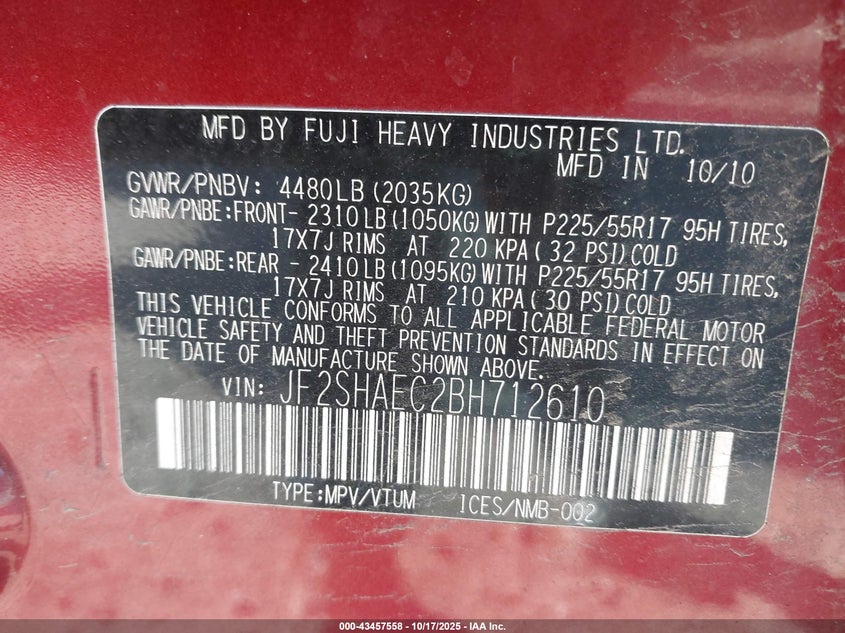 MFD BY FUJI HEAVY INDUSTRIES LTD.
MFD IN 10/10
GVWR/PNBV: 4480LB(2035KG)
GAWR/PNBE:FRONT- 2310LB(1050KG)WITH P225/55R17 95H TIRES,
17X7J RIMS AT 220 KPA( 32 PSI)COLD
GAWR/PNBE:REAR - 2410LB(1095KG)WITH P225/55R17 95H TIRES,
17X7J RIMS AT 210 KPA( 30 PSI)COLD
THIS VEHICLE CONFORMS TO ALL APPLICABLE FEDERAL MOTOR
VEHICLE SAFETY AND THEFT PREVENTION STANDARDS IN EFFECT ON
THE DATE OF MANUFACTURE SHOWN ABOVE.
VIN: JF2SHAEC2BH712610
TYPE:MPV/VTUM ICES/NMB-002
000-43457558 - 10/17/2025 - IAA Inc.